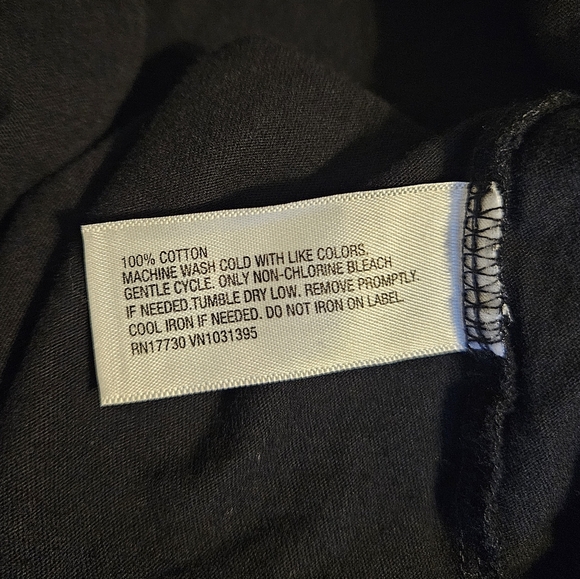 100% COTTON
MACHINE WASH COLD WITH LIKE COLORS.
GENTLE CYCLE. ONLY NON-CHLORINE BLEACH
IF NEEDED.TUMBLE DRY LOW. REMOVE PROMPTLY.
COOL IRON IF NEEDED. DO NOT IRON ON LABEL.
RN17730 VN1031395